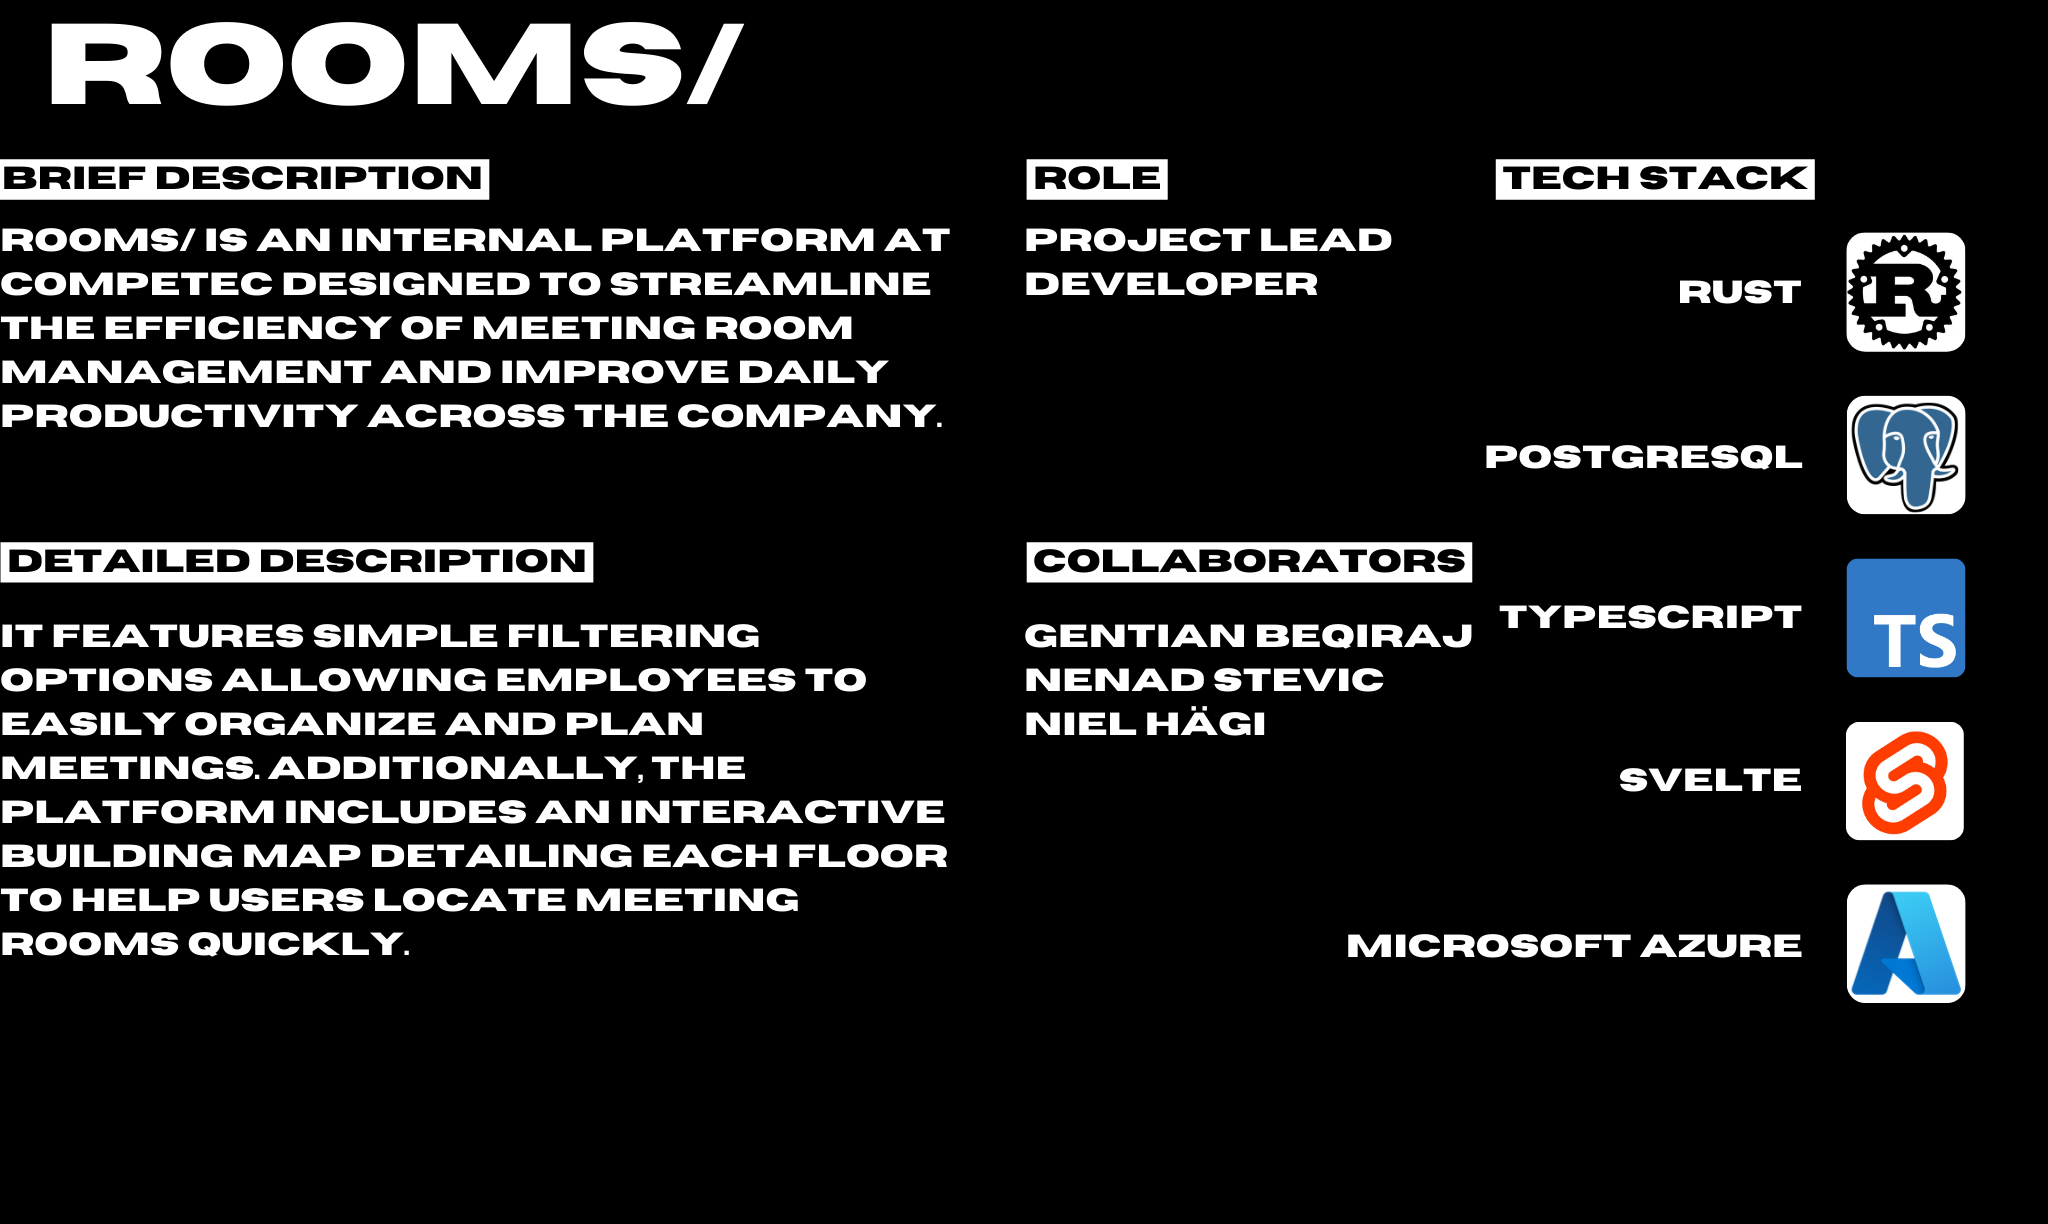 ROOMS/
BRIEF DESCRIPTION
ROOMS/ IS AN INTERNAL PLATFORM AT
COMPETEC DESIGNED TO STREAMLINE
THE EFFICIENCY OF MEETING ROOM
MANAGEMENT AND IMPROVE DAILY
PRODUCTIVITY ACROSS THE COMPANY.
DETAILED DESCRIPTION
IT FEATURES SIMPLE FILTERING
OPTIONS ALLOWING EMPLOYEES TO
EASILY ORGANIZE AND PLAN
MEETINGS. ADDITIONALLY, THE
PLATFORM INCLUDES AN INTERACTIVE
BUILDING MAP DETAILING EACH FLOOR
TO HELP USERS LOCATE MEETING
ROOMS QUICKLY.
ROLE
PROJECT LEAD
DEVELOPER
COLLABORATORS
GENTIAN BEQIRAJ
NENAD STEVIC
NIEL HÄGI
TECH STACK
RUST
R
POSTGRESQL
TYPESCRIPT
TS
SVELTE
MICROSOFT AZURE